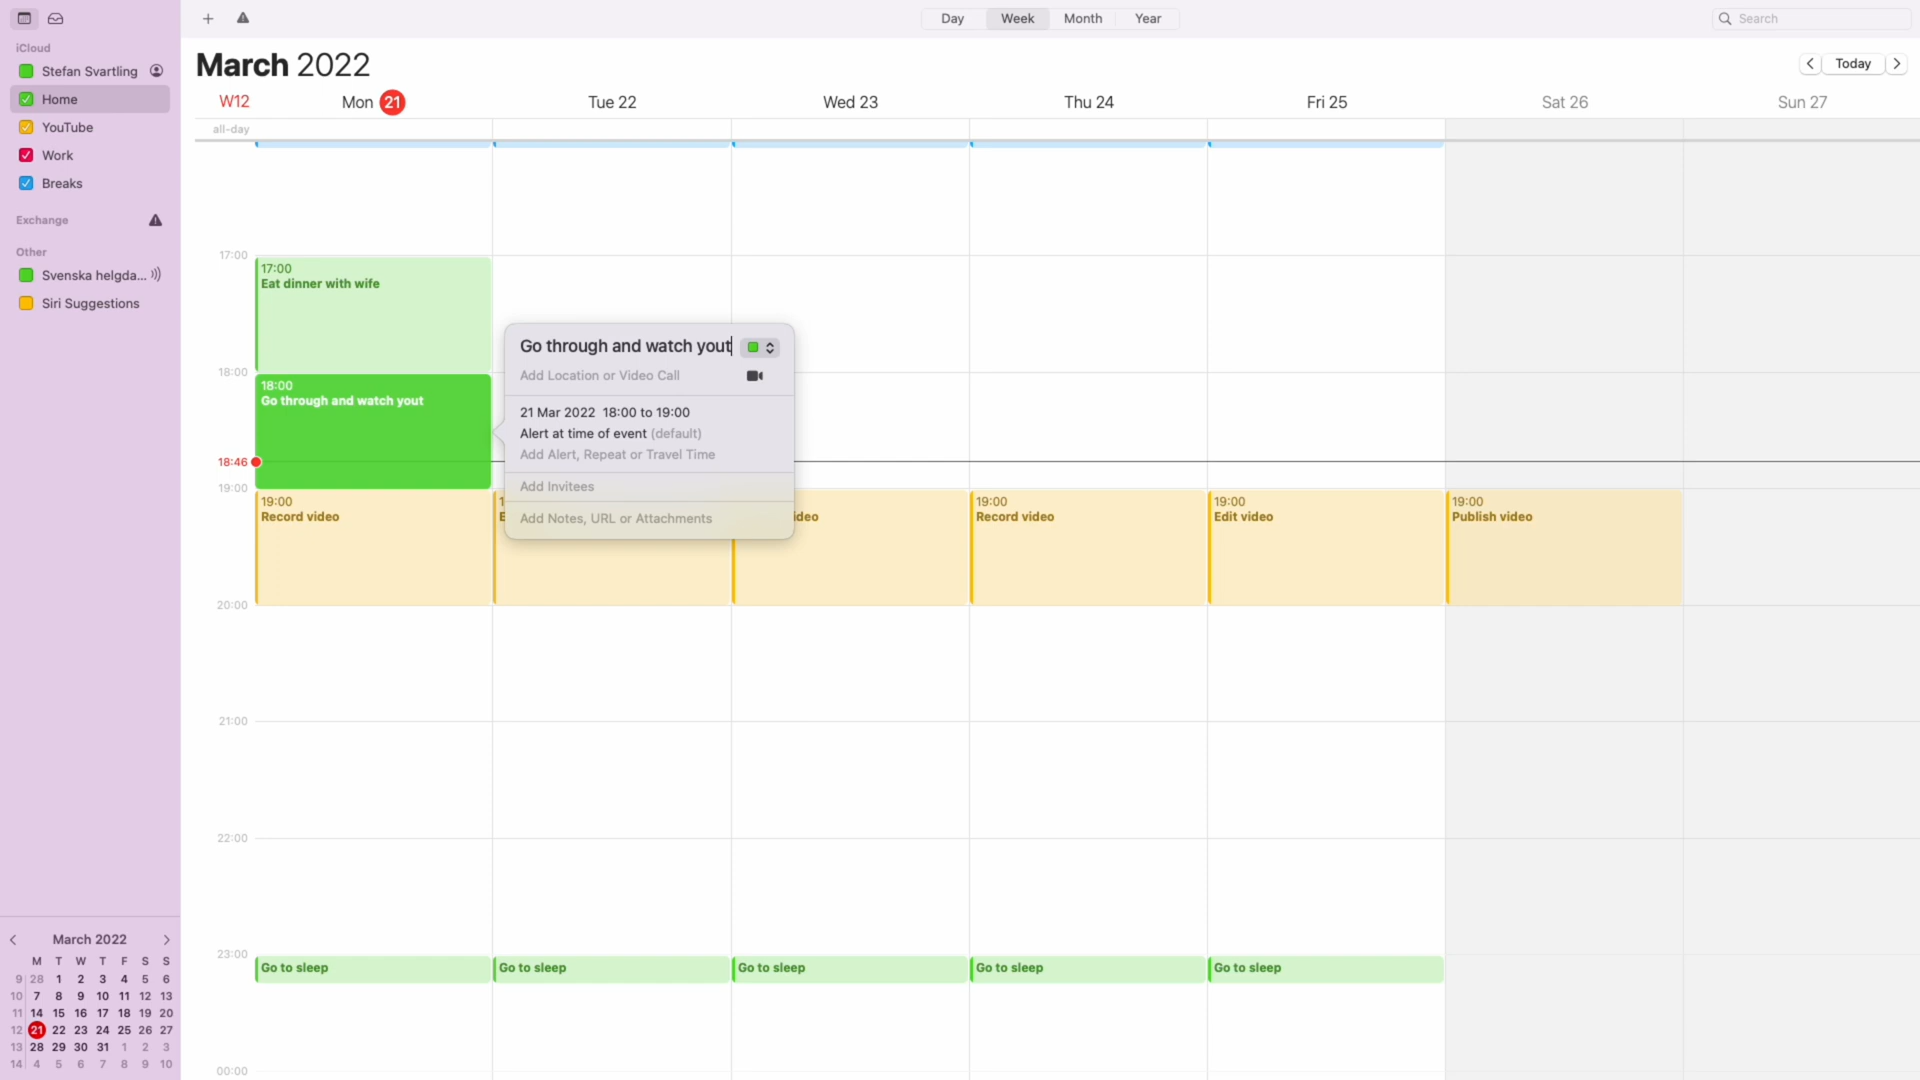 Day
Week
Month
Year
Search
iCloud
Stefan Svartling
Home
YouTube
Work
Breaks
Exchange
Other
Svenska helgda...
Siri Suggestions
March 2022
Today
W12
Mon 21
Tue 22
Wed 23
Thu 24
Fri 25
Sat 26
Sun 27
all-day
17:00
17:00
Eat dinner with wife
18:00
18:00
Go through and watch yout
18:46
19:00
Go through and watch yout
Add Location or Video Call
21 Mar 2022 18:00 to 19:00
Alert at time of event (default)
Add Alert, Repeat or Travel Time
Add Invitees
Add Notes, URL or Attachments
19:00
Record video
1
E
ideo
19:00
Record video
19:00
Edit video
19:00
Publish video
20:00
21:00
22:00
23:00
Go to sleep
Go to sleep
Go to sleep
Go to sleep
Go to sleep
00:00
March 2022
M T W T F S S
9 28 1 2 3 4 5 6
10 7 8 9 10 11 12 13
11 14 15 16 17 18 19 20
12 21 22 23 24 25 26 27
13 28 29 30 31 1 2 3
14 4 5 6 7 8 9 10